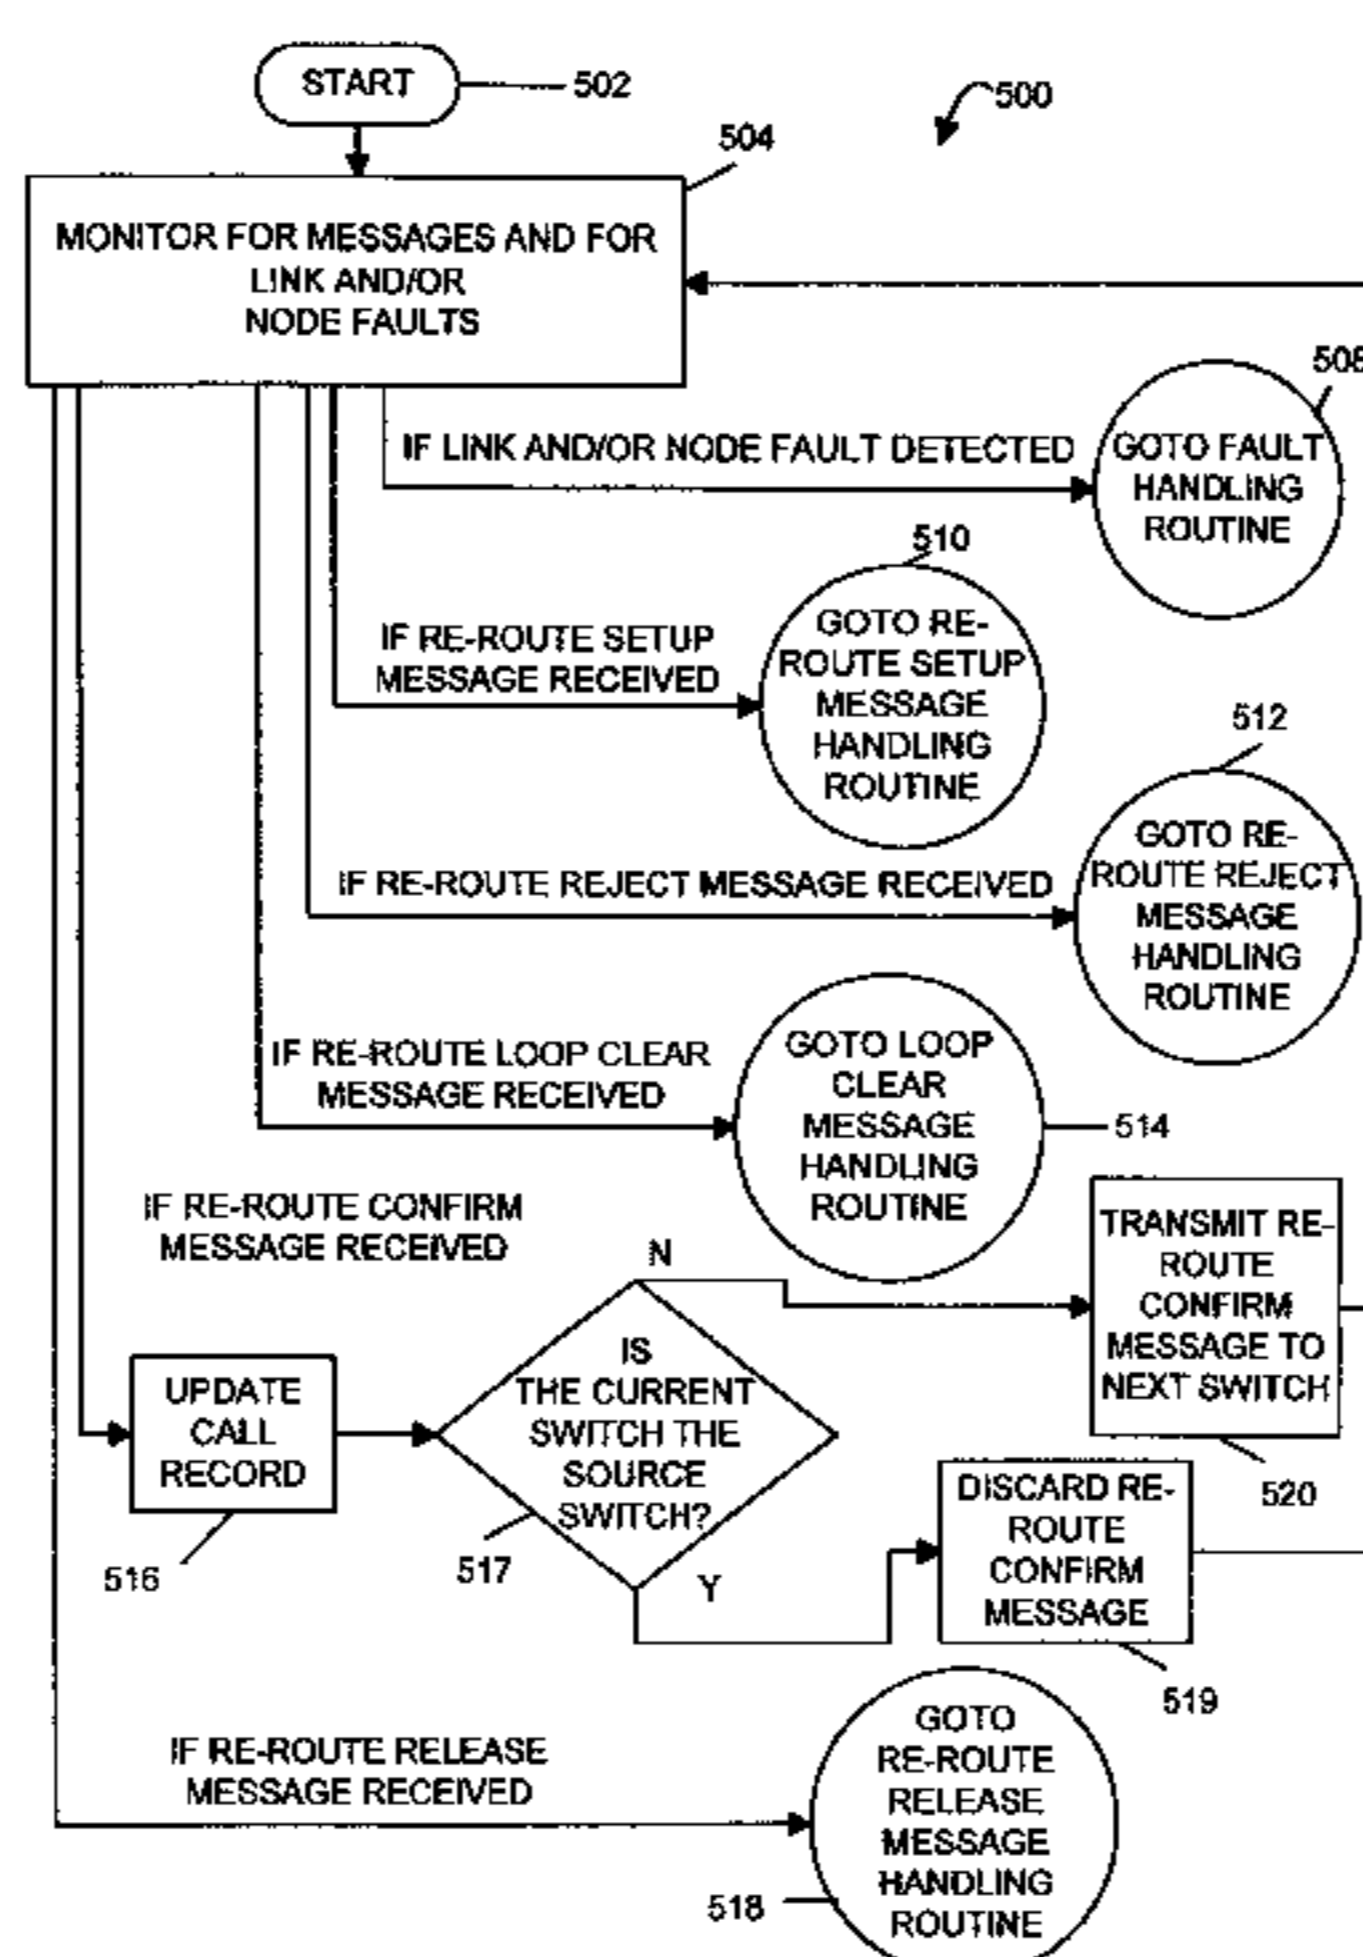 START
502
500
504
MONITOR FOR MESSAGES AND FOR
LINK AND/OR
NODE FAULTS
IF LINK AND/OR NODE FAULT DETECTED
GOTO FAULT
HANDLING
ROUTINE
510
IF RE-ROUTE SETUP
MESSAGE RECEIVED
GOTO RE-
ROUTE SETUP
MESSAGE
HANDLING
ROUTINE
512
IF RE-ROUTE REJECT MESSAGE RECEIVED
GOTO RE-
ROUTE REJECT
MESSAGE
HANDLING
ROUTINE
IF RE-ROUTE LOOP CLEAR
MESSAGE RECEIVED
GOTO LOOP
CLEAR
MESSAGE
HANDLING
ROUTINE
514
IF RE-ROUTE CONFIRM
MESSAGE RECEIVED
UPDATE
CALL
RECORD
516
IS
THE CURRENT
SWITCH THE
SOURCE
SWITCH?
517
N
Y
TRANSMIT RE-
ROUTE
CONFIRM
MESSAGE TO
NEXT SWITCH
520
DISCARD RE-
ROUTE
CONFIRM
MESSAGE
519
IF RE-ROUTE RELEASE
MESSAGE RECEIVED
GOTO
RE-ROUTE
RELEASE
MESSAGE
HANDLING
ROUTINE
518